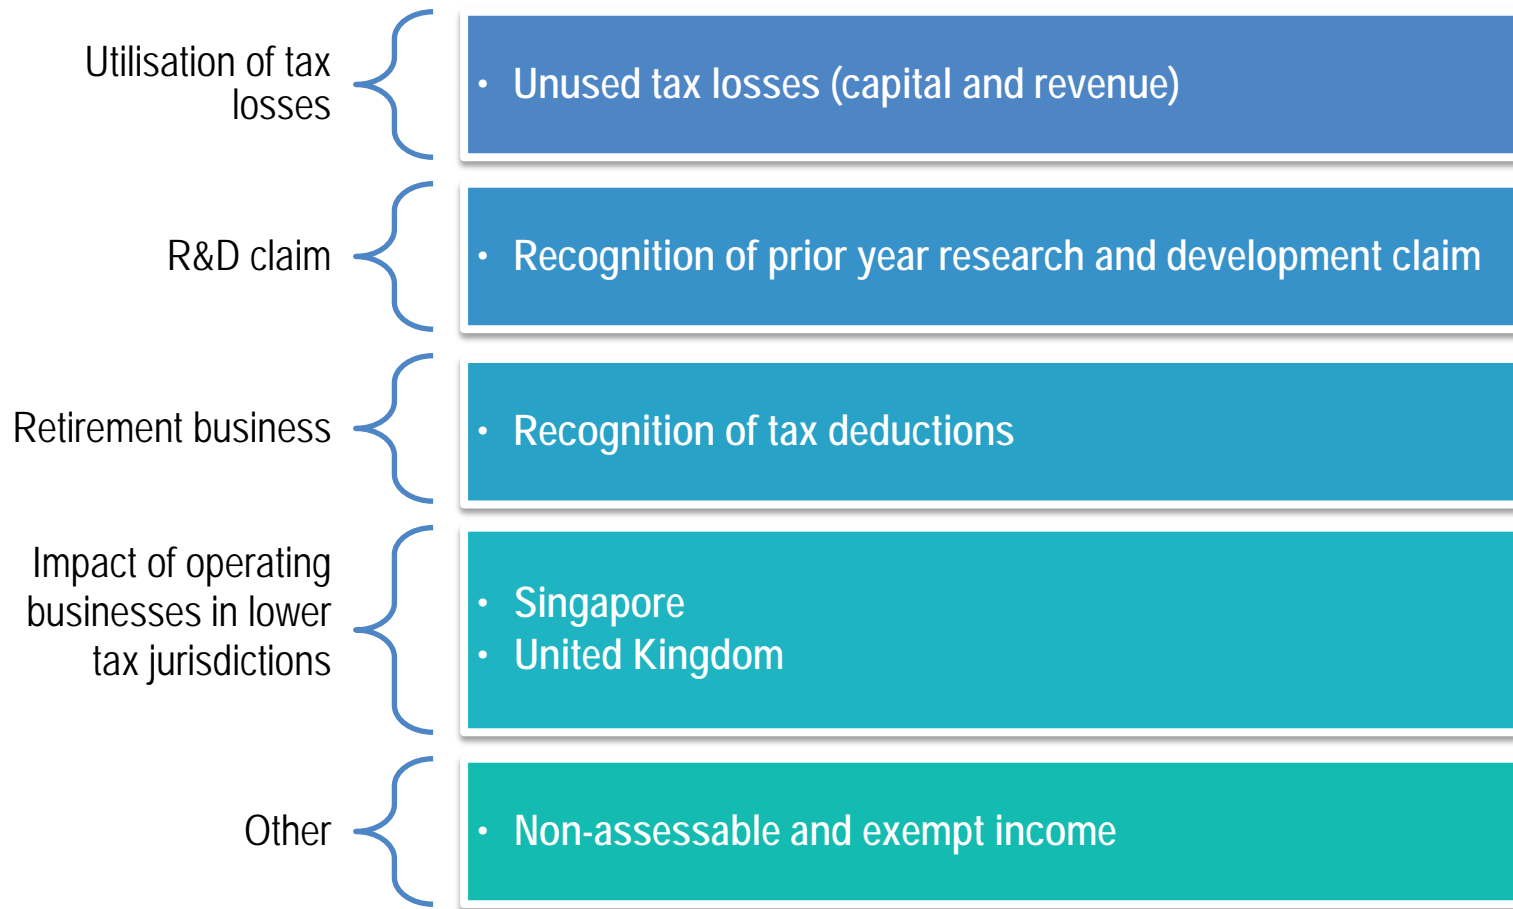 Utilisation of tax
losses
• Unused tax losses (capital and revenue)
R&D claim
• Recognition of prior year research and development claim
Retirement business
• Recognition of tax deductions
Impact of operating
businesses in lower
tax jurisdictions
• Singapore
• United Kingdom
Other
• Non-assessable and exempt income